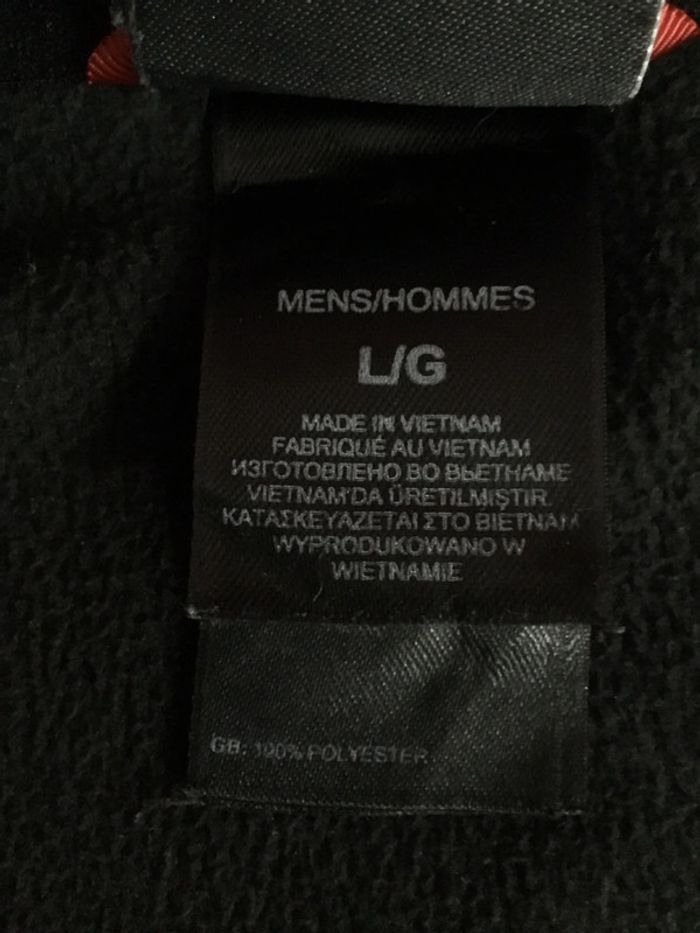 MENS/HOMMES
L/G
MADE IN VIETNAM
FABRIQUÉ AU VIETNAM
ИЗГОТОВЛЕНО ВО ВЬЕТНАМЕ
VIETNAM'DA ÜRETILMIŞTIR
ΚΑΤΑΣΚΕΥΑΖΕΤΑΙ ΣΤΟ ΒΙΕΤΝΑΜ
WYPRODUKOWANO W
WIETNAMIE
GB: 100% POLYESTER